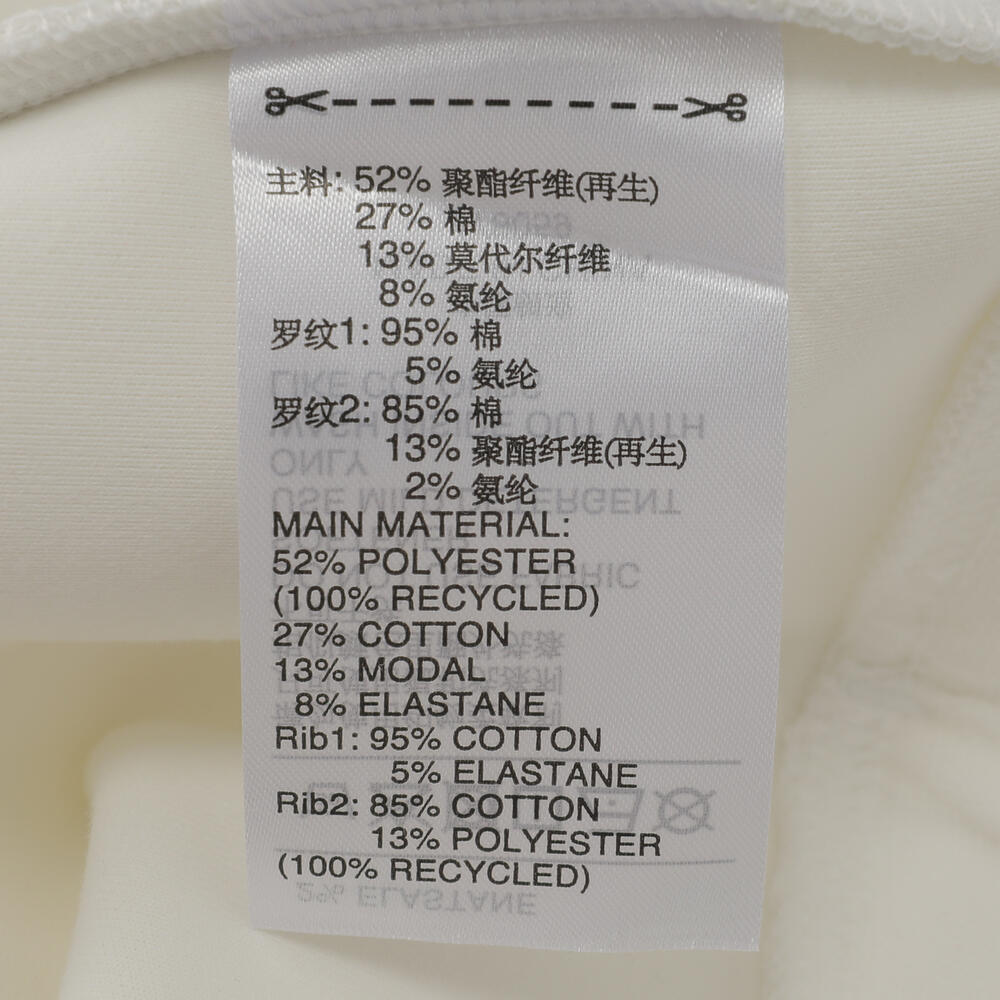 主料: 52% 聚酯纤维(再生)
27% 棉
13% 莫代尔纤维
8% 氨纶
罗纹1: 95% 棉
5% 氨纶
罗纹2: 85% 棉
13% 聚酯纤维(再生)
2% 氨纶
MAIN MATERIAL:
52% POLYESTER
(100% RECYCLED)
27% COTTON
13% MODAL
8% ELASTANE
Rib1: 95% COTTON
5% ELASTANE
Rib2: 85% COTTON
13% POLYESTER
(100% RECYCLED)
2% ELASTANE